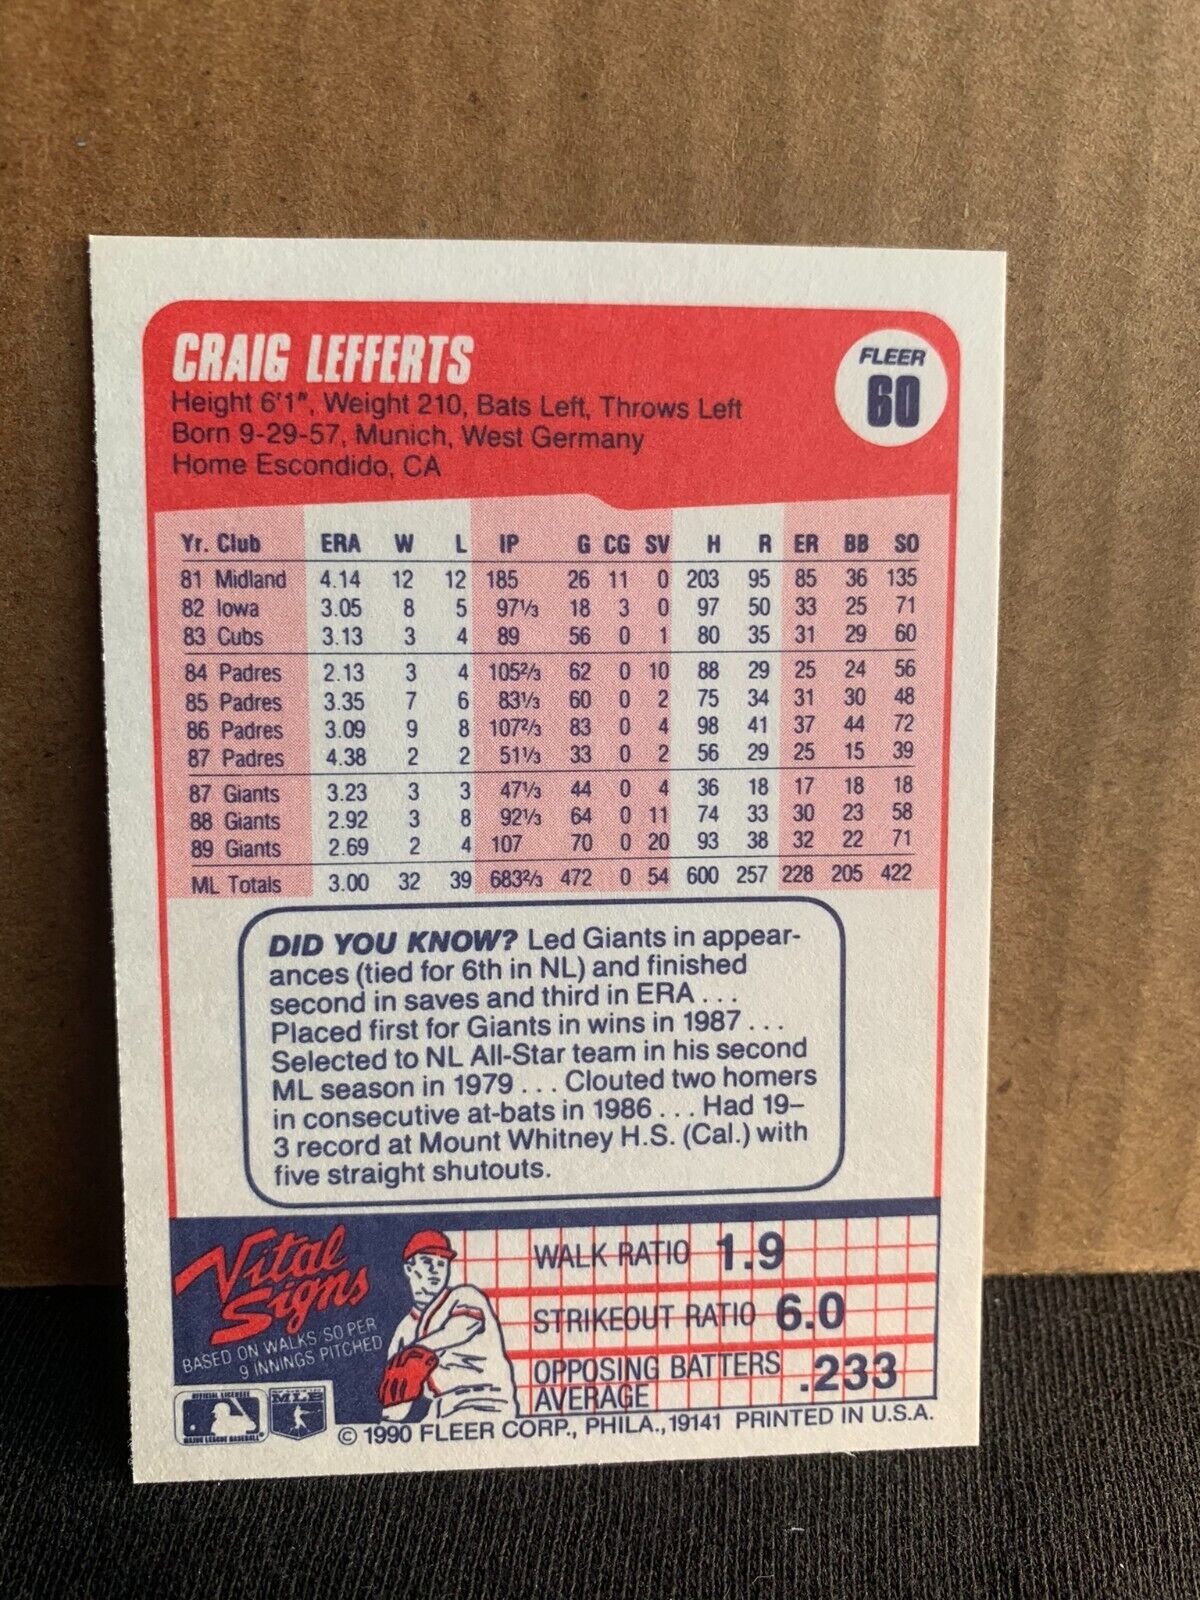 CRAIG LEFFERTS
FLEER
60
Height 6'1", Weight 210, Bats Left, Throws Left
Born 9-29-57, Munich, West Germany
Home Escondido, CA
Yr. Club ERA W L IP G CG SV H R ER BB SO
81 Midland 4.14 12 12 185 26 11 0 203 95 85 36 135
82 Iowa 3.05 8 5 97⅓ 18 3 0 97 50 33 25 71
83 Cubs 3.13 3 4 89 56 0 1 80 35 31 29 60
84 Padres 2.13 3 4 105⅔ 62 0 10 88 29 25 24 56
85 Padres 3.35 7 6 83⅓ 60 0 2 75 34 31 30 48
86 Padres 3.09 9 8 107⅔ 83 0 4 98 41 37 44 72
87 Padres 4.38 2 2 51⅓ 33 0 2 56 29 25 15 39
87 Giants 3.23 3 3 47⅓ 44 0 4 36 18 17 18 18
88 Giants 2.92 3 8 92⅓ 64 0 11 74 33 30 23 58
89 Giants 2.69 2 4 107 70 0 20 93 38 32 22 71
ML Totals 3.00 32 39 683⅔ 472 0 54 600 257 228 205 422
DID YOU KNOW? Led Giants in appear-
ances (tied for 6th in NL) and finished
second in saves and third in ERA . . .
Placed first for Giants in wins in 1987 . . .
Selected to NL All-Star team in his second
ML season in 1979 . . . Clouted two homers
in consecutive at-bats in 1986 . . . Had 19–
3 record at Mount Whitney H.S. (Cal.) with
five straight shutouts.
Vital
Signs
BASED ON WALKS/SO PER
9 INNINGS PITCHED
WALK RATIO 1.9
STRIKEOUT RATIO 6.0
OPPOSING BATTERS
AVERAGE .233
OFFICIAL LICENSEE
MAJOR LEAGUE BASEBALL
MLB
© 1990 FLEER CORP., PHILA., 19141 PRINTED IN U.S.A.